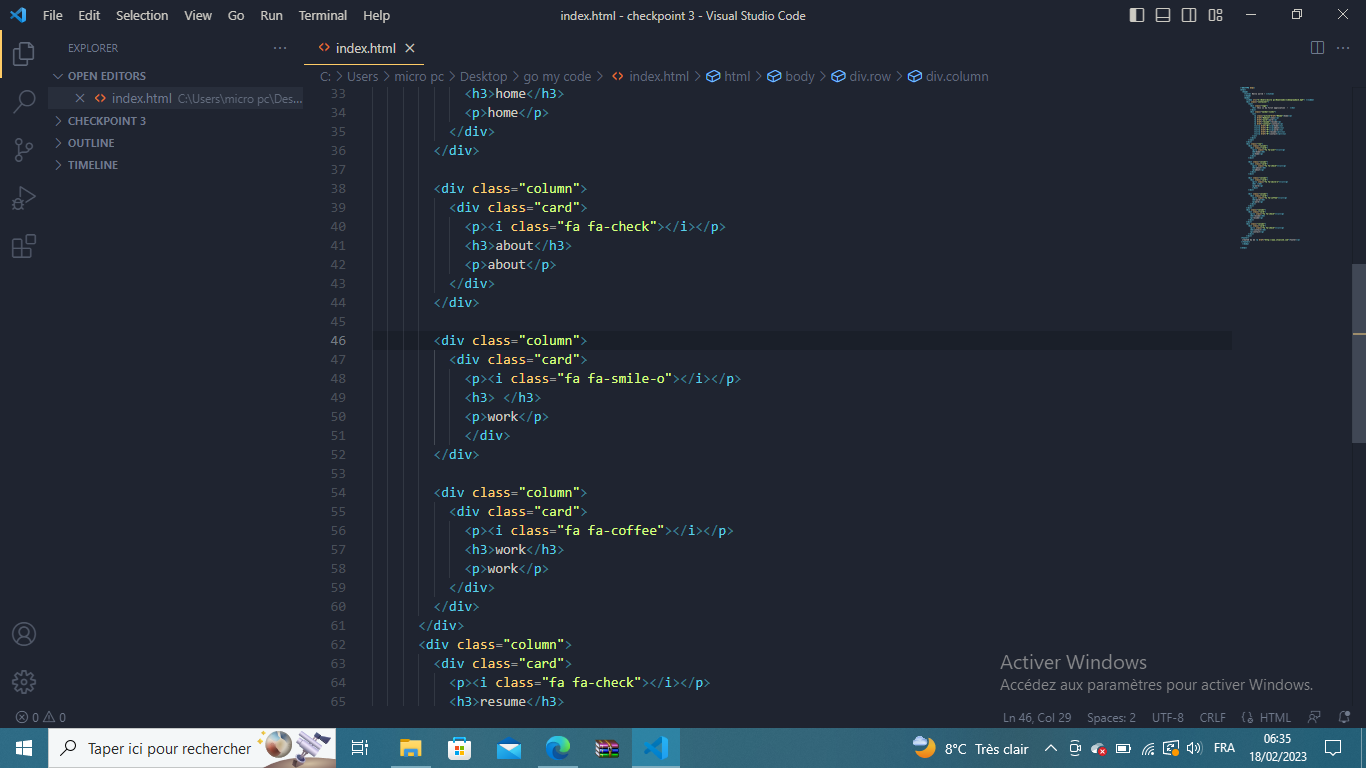 File Edit Selection View Go Run Terminal Help index.html - checkpoint 3 - Visual Studio Code
EXPLORER
OPEN EDITORS
index.html C:\Users\micro pc\Des...
CHECKPOINT 3
OUTLINE
TIMELINE
index.html
C: > Users > micro pc > Desktop > go my code > index.html > html > body > div.row > div.column
33 <h3>home</h3>
34 <p>home</p>
35 </div>
36 </div>
37
38 <div class="column">
39 <div class="card">
40 <p><i class="fa fa-check"></i></p>
41 <h3>about</h3>
42 <p>about</p>
43 </div>
44 </div>
45
46 <div class="column">
47 <div class="card">
48 <p><i class="fa fa-smile-o"></i></p>
49 <h3> </h3>
50 <p>work</p>
51 </div>
52 </div>
53
54 <div class="column">
55 <div class="card">
56 <p><i class="fa fa-coffee"></i></p>
57 <h3>work</h3>
58 <p>work</p>
59 </div>
60 </div>
61 </div>
62 <div class="column">
63 <div class="card">
64 <p><i class="fa fa-check"></i></p>
65 <h3>resume</h3>
Activer Windows
Accédez aux paramètres pour activer Windows.
0 0 Ln 46, Col 29 Spaces: 2 UTF-8 CRLF HTML
Taper ici pour rechercher 8°C Très clair FRA 06:35
18/02/2023